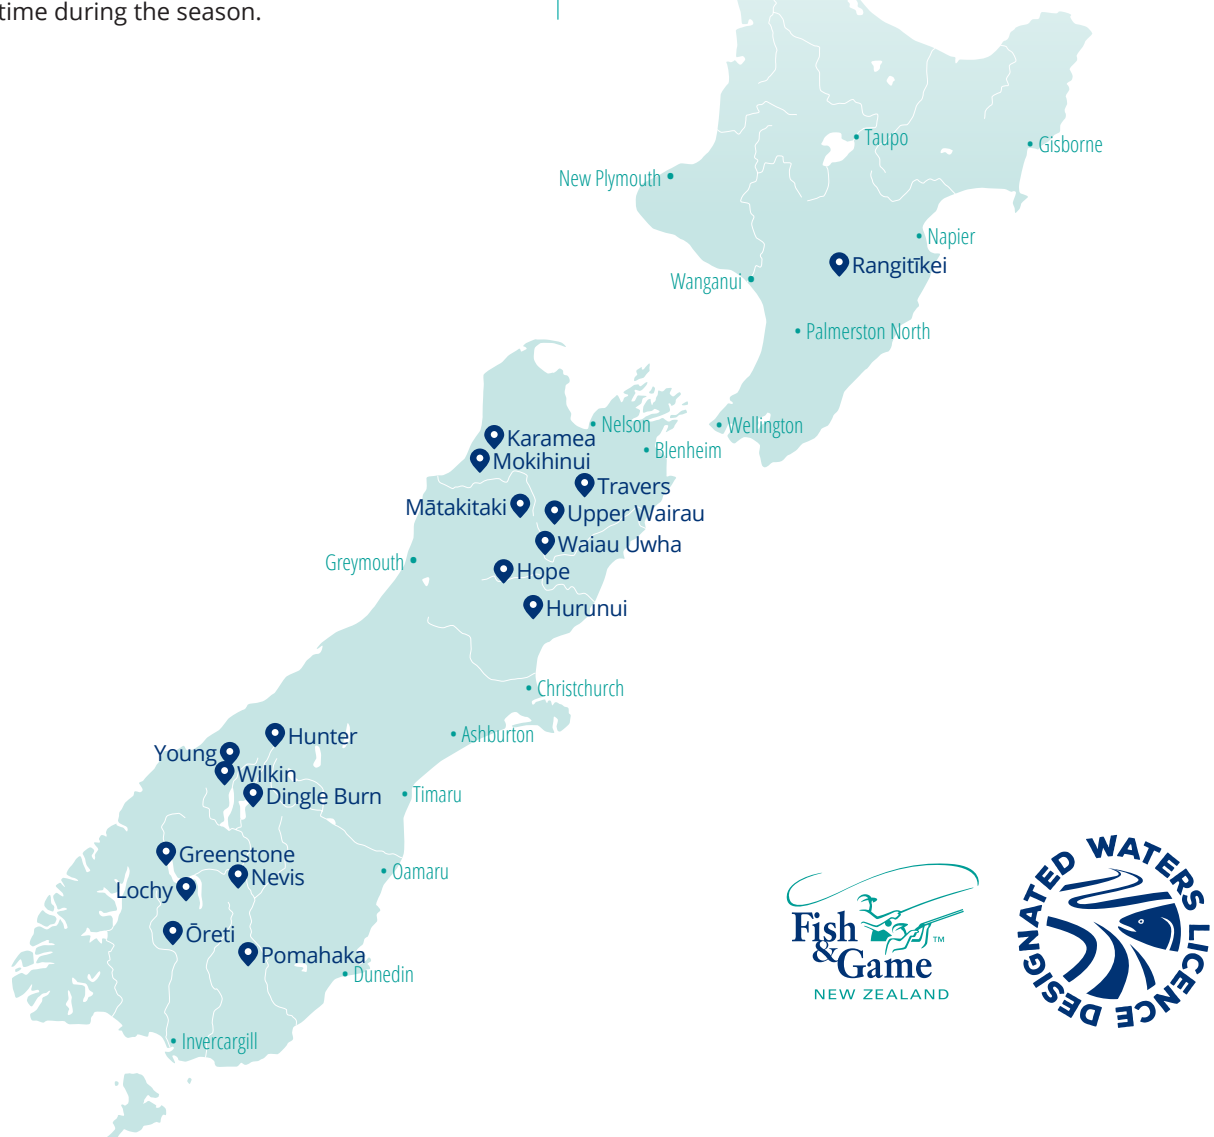 time during the season.
Taupo
Gisborne
New Plymouth
Napier
Rangitīkei
Wanganui
Palmerston North
Nelson
Wellington
Karamea
Blenheim
Mokihinui
Travers
Mātakitaki
Upper Wairau
Waiau Uwha
Greymouth
Hope
Hurunui
Christchurch
Hunter
Ashburton
Young
Wilkin
Dingle Burn
Timaru
Greenstone
Oamaru
Nevis
Lochy
Ōreti
Pomahaka
Dunedin
Invercargill
Fish
& Game
TM
NEW ZEALAND
DESIGNATED WATERS LICENCE